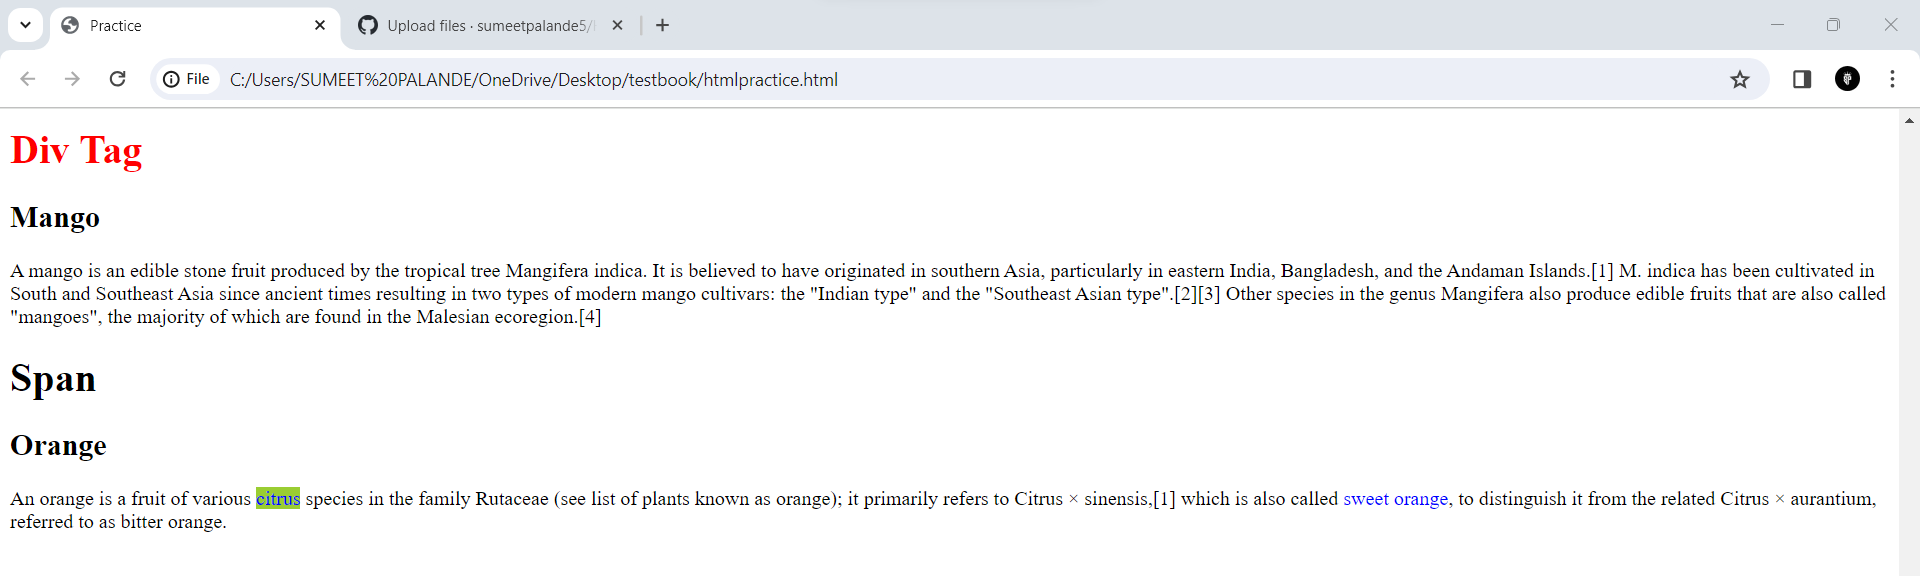 Practice
Upload files · sumeetpalande5/
File
C:/Users/SUMEET%20PALANDE/OneDrive/Desktop/testbook/htmlpractice.html
Div Tag
Mango
A mango is an edible stone fruit produced by the tropical tree Mangifera indica. It is believed to have originated in southern Asia, particularly in eastern India, Bangladesh, and the Andaman Islands.[1] M. indica has been cultivated in
South and Southeast Asia since ancient times resulting in two types of modern mango cultivars: the "Indian type" and the "Southeast Asian type".[2][3] Other species in the genus Mangifera also produce edible fruits that are also called
"mangoes", the majority of which are found in the Malesian ecoregion.[4]
Span
Orange
An orange is a fruit of various citrus species in the family Rutaceae (see list of plants known as orange); it primarily refers to Citrus × sinensis,[1] which is also called sweet orange, to distinguish it from the related Citrus × aurantium,
referred to as bitter orange.